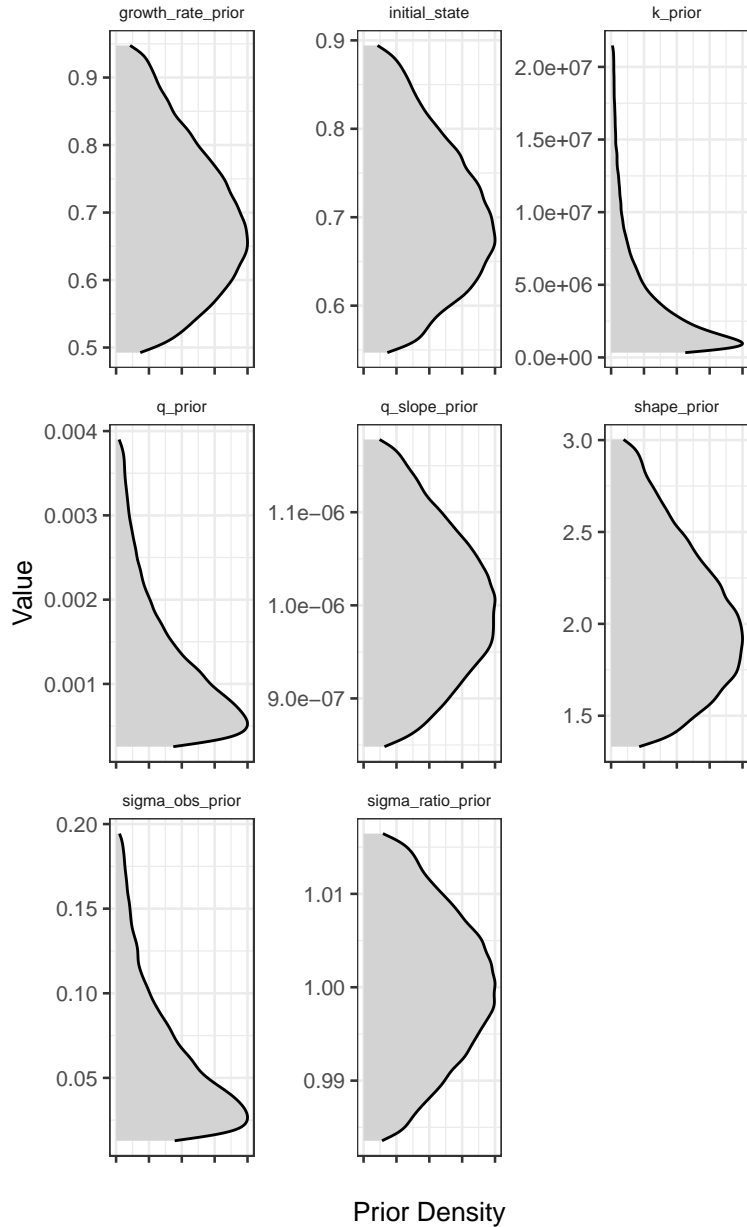 growth_rate_prior
initial_state
k_prior
0.9
0.8
0.7
0.6
0.5
0.9
0.8
0.7
0.6
2.0e+07
1.5e+07
1.0e+07
5.0e+06
0.0e+00
q_prior
q_slope_prior
shape_prior
0.004
0.003
0.002
0.001
1.1e−06
1.0e−06
9.0e−07
3.0
2.5
2.0
1.5
Value
sigma_obs_prior
sigma_ratio_prior
0.20
0.15
0.10
0.05
1.01
1.00
0.99
Prior Density